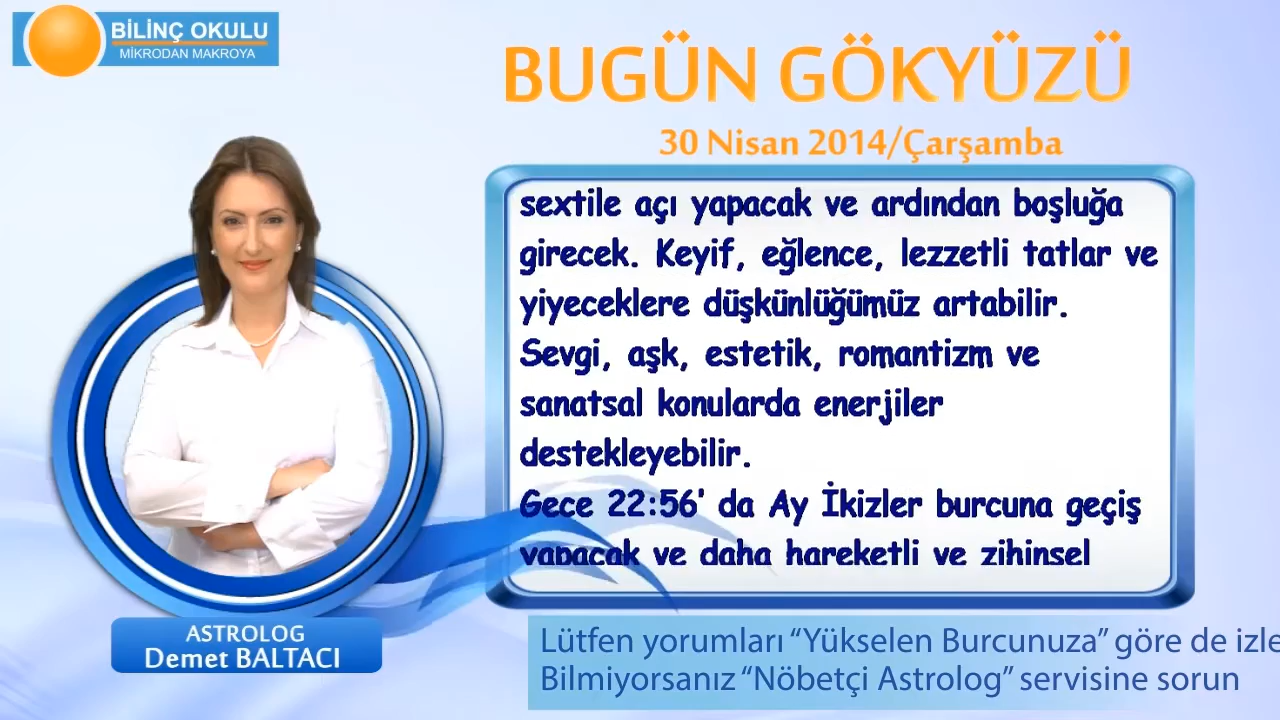 BİLİNÇ OKULU
MİKRODAN MAKROYA
BUGÜN GÖKYÜZÜ
30 Nisan 2014/Çarşamba
sextile açı yapacak ve ardından boşluğa
girecek. Keyif, eğlence, lezzetli tatlar ve
yiyeceklere düşkünlüğümüz artabilir.
Sevgi, aşk, estetik, romantizm ve
sanatsal konularda enerjiler
destekleyebilir.
Gece 22:56' da Ay İkizler burcuna geçiş
yapacak ve daha hareketli ve zihinsel
ASTROLOG
Demet BALTACI
Lütfen yorumları “Yükselen Burcunuza” göre de izle
Bilmiyorsanız “Nöbetçi Astrolog” servisine sorun